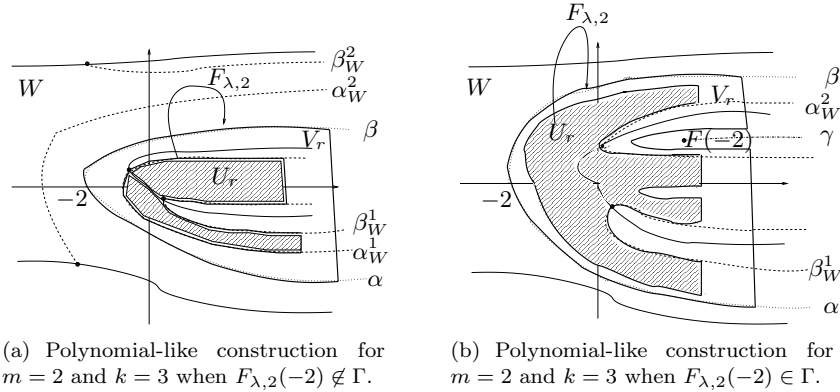 W
F_{λ,2}
β_W^2
α_W^2
V_r
β
U_r
−2
β_W^1
α_W^1
α
(a) Polynomial-like construction for
m = 2 and k = 3 when F_{λ,2}(−2) ∉ Γ.
F_{λ,2}
W
β
V_r
α_W^2
U_r
F(−2)
γ
−2
β_W^1
α
(b) Polynomial-like construction for
m = 2 and k = 3 when F_{λ,2}(−2) ∈ Γ.